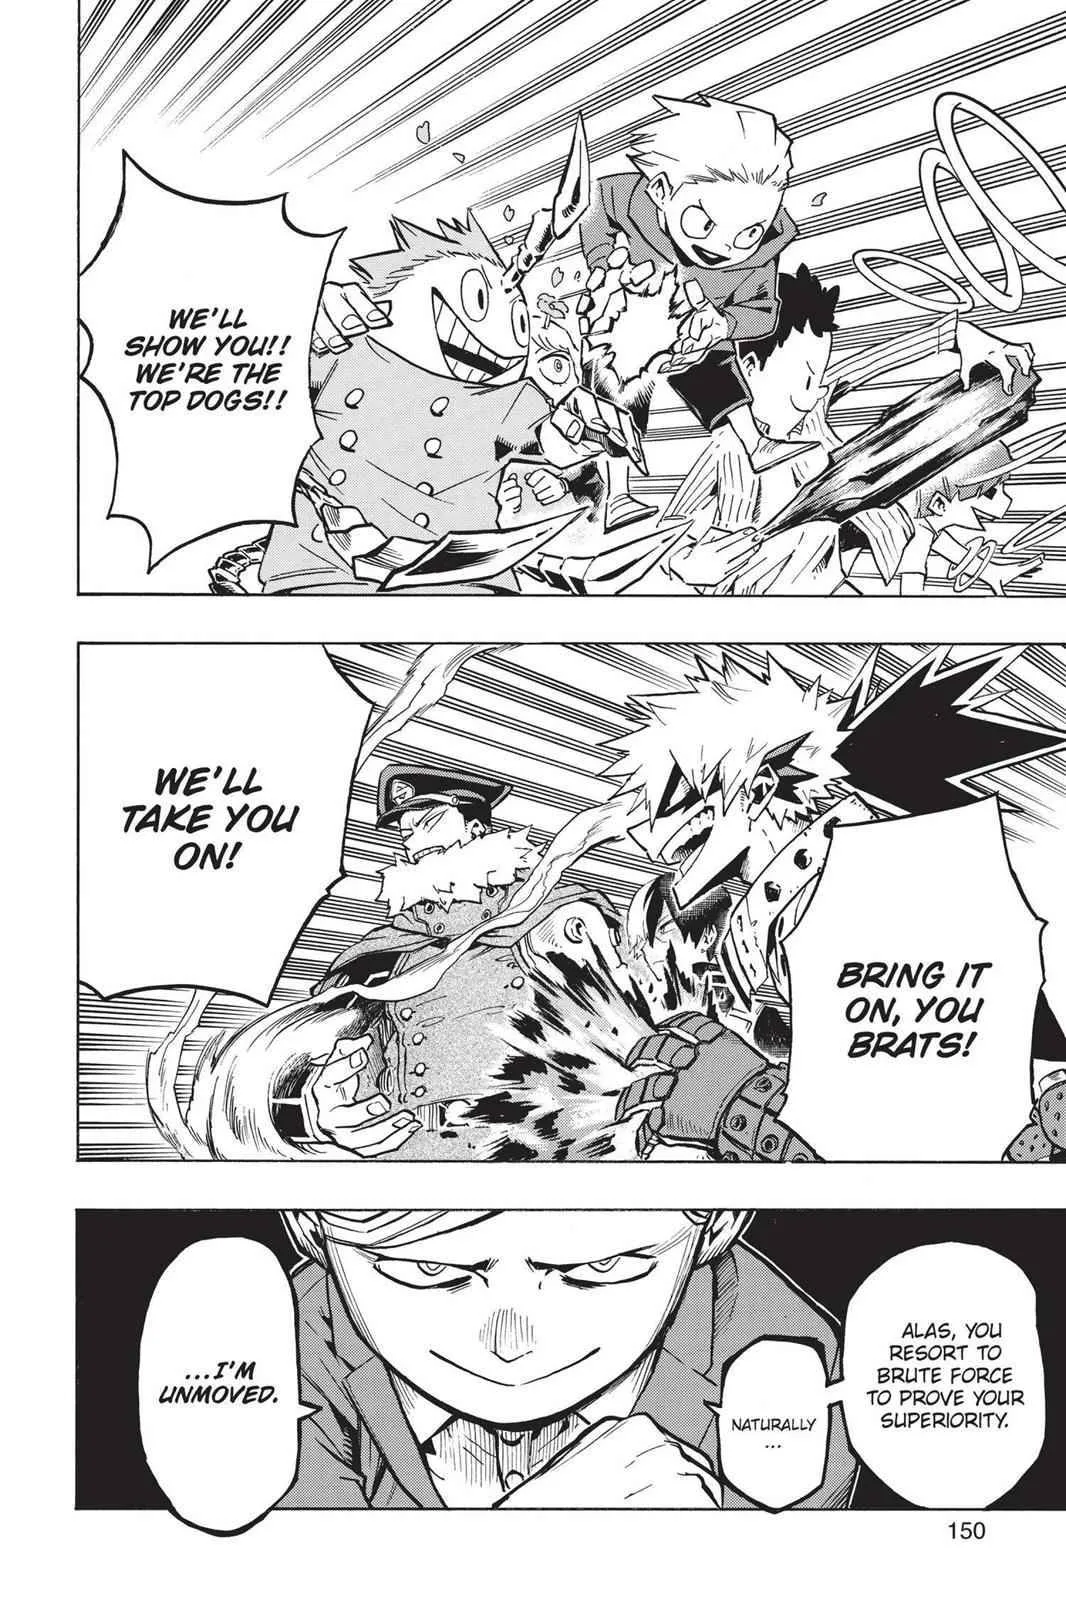 WE'LL
SHOW YOU!!
WE'RE THE
TOP DOGS!!
BRING IT
ON, YOU
BRATS!
WE'LL
TAKE YOU
ON!
ALAS, YOU
RESORT TO
BRUTE FORCE
TO PROVE YOUR
SUPERIORITY.
NATURALLY
...
...I'M
UNMOVED.
150